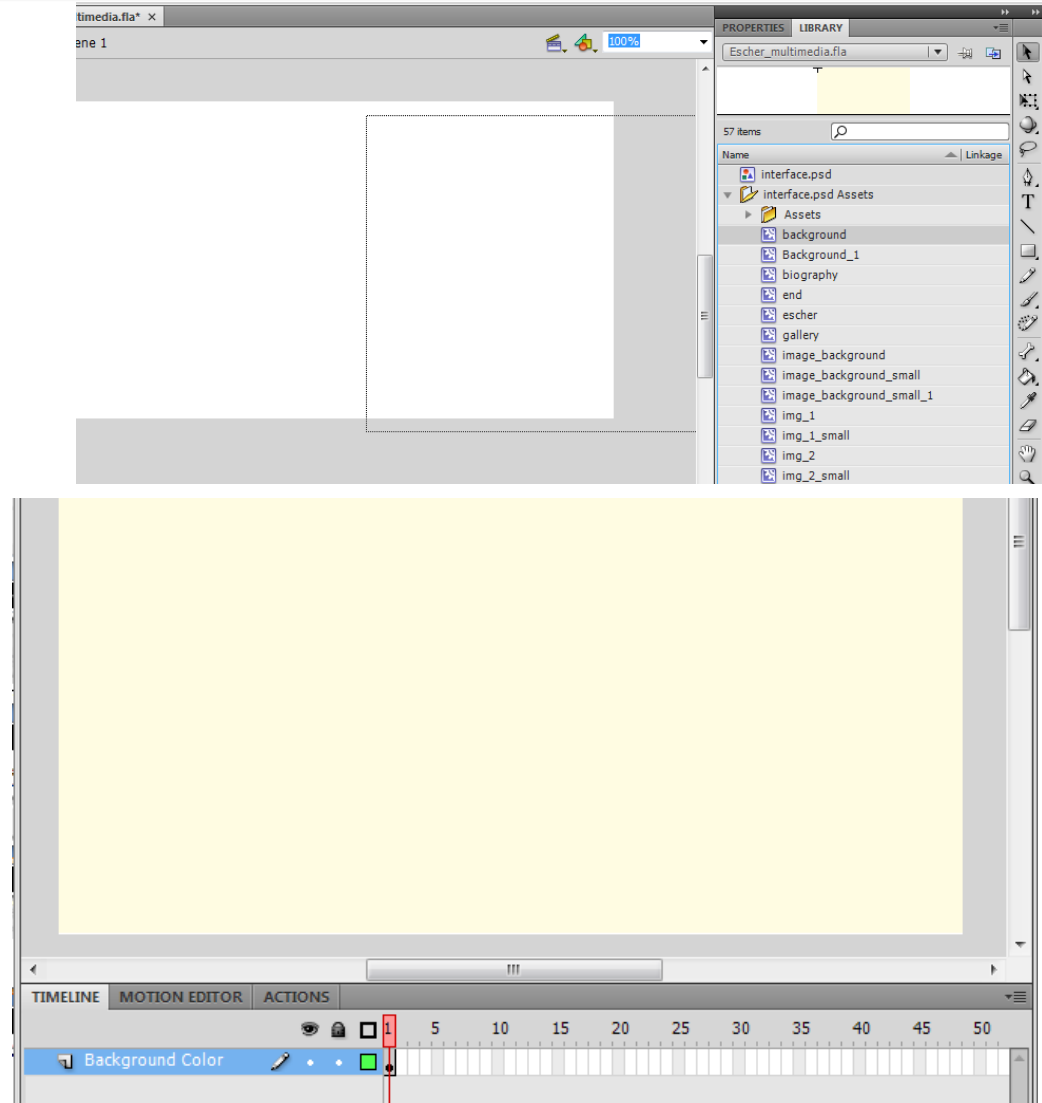 timedia.fla* ×
ene 1
100%
PROPERTIES LIBRARY
Escher_multimedia.fla
57 items
Name Linkage
interface.psd
interface.psd Assets
Assets
background
Background_1
biography
end
escher
gallery
image_background
image_background_small
image_background_small_1
img_1
img_1_small
img_2
img_2_small
TIMELINE MOTION EDITOR ACTIONS
1 5 10 15 20 25 30 35 40 45 50
Background Color